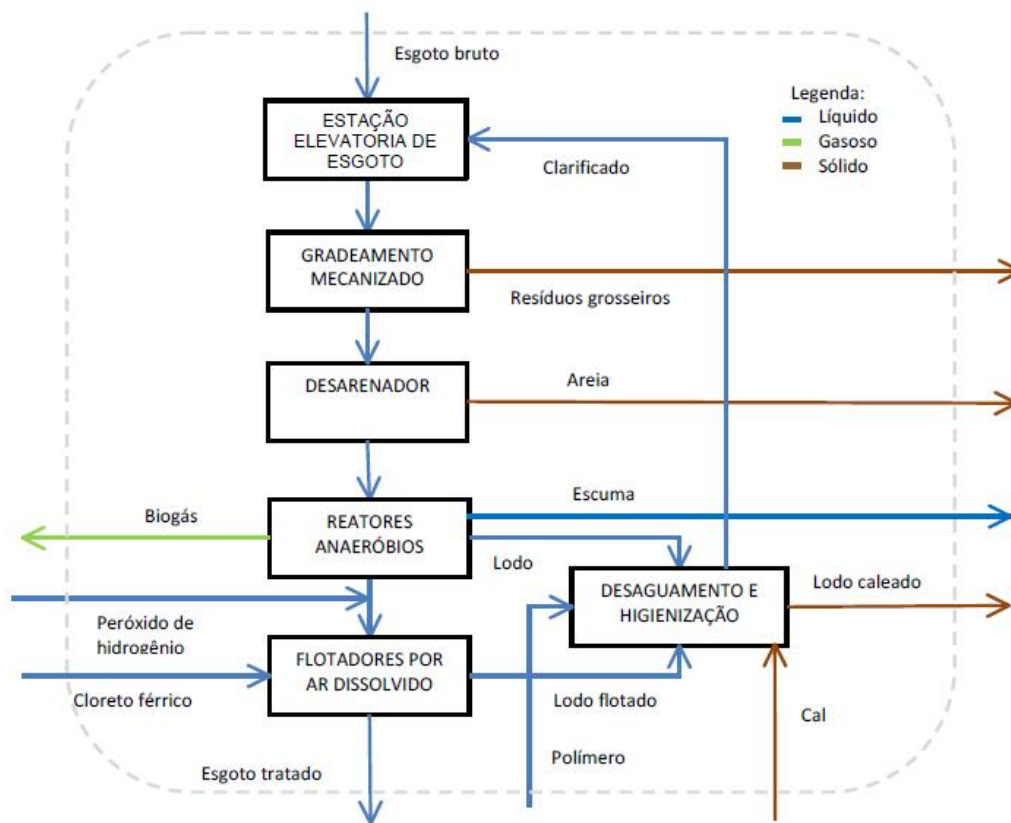 Esgoto bruto
ESTAÇÃO
ELEVATÓRIA DE
ESGOTO
Legenda:
Líquido
Gasoso
Sólido
Clarificado
GRADEAMENTO
MECANIZADO
Resíduos grosseiros
DESARENADOR
Areia
Biogás
REATORES
ANAERÓBIOS
Escuma
Lodo
DESAGUAMENTO E
HIGIENIZAÇÃO
Lodo caleado
Peróxido de
hidrogênio
FLOTADORES POR
AR DISSOLVIDO
Cloreto férrico
Lodo flotado
Cal
Polímero
Esgoto tratado